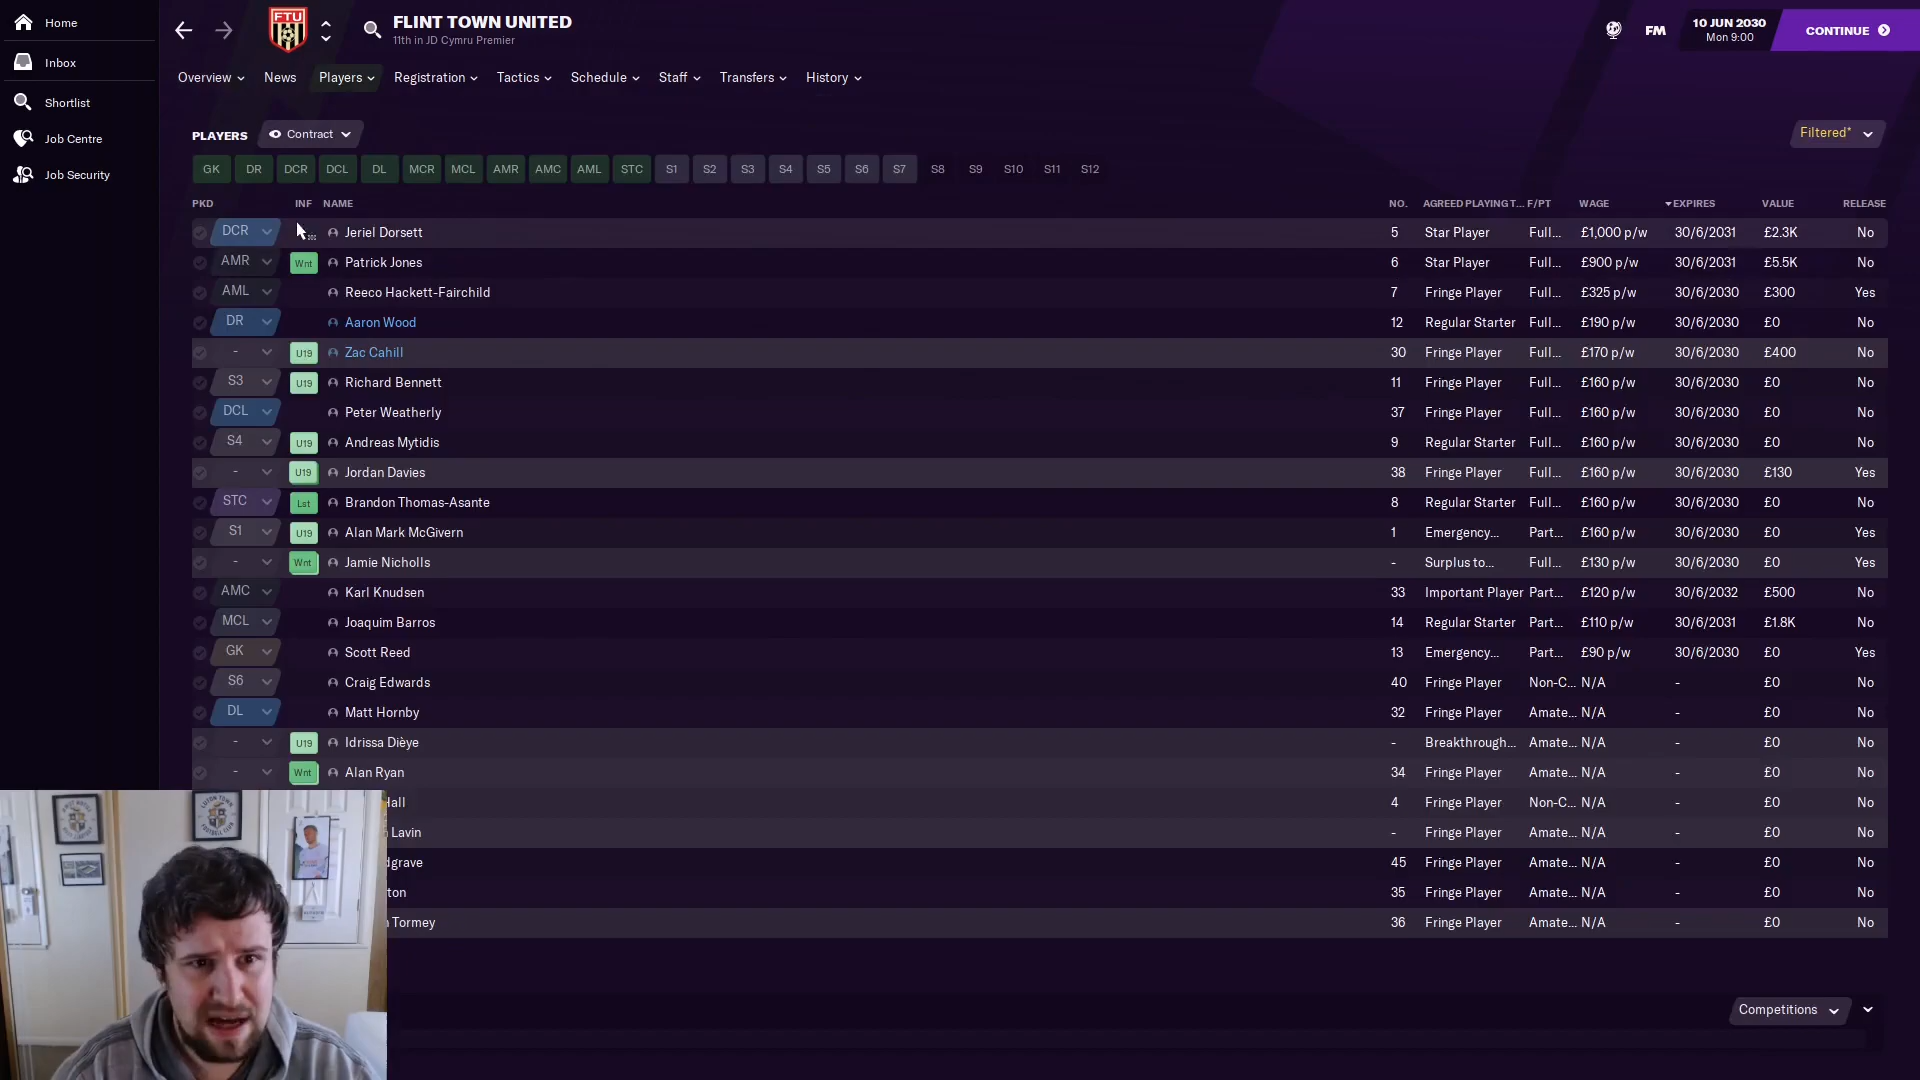 Home
Inbox
Shortlist
Job Centre
Job Security
FTU
FLINT TOWN UNITED
11th in JD Cymru Premier
FM
10 JUN 2030
Mon 9:00
CONTINUE
Overview News Players Registration Tactics Schedule Staff Transfers History
PLAYERS Contract Filtered*
GK DR DCR DCL DL MCR MCL AMR AMC AML STC S1 S2 S3 S4 S5 S6 S7 S8 S9 S10 S11 S12
PKD INF NAME NO. AGREED PLAYING T... F/PT WAGE EXPIRES VALUE RELEASE
DCR Jeriel Dorsett 5 Star Player Full... £1,000 p/w 30/6/2031 £2.3K No
AMR Wnt Patrick Jones 6 Star Player Full... £900 p/w 30/6/2031 £5.5K No
AML Reeco Hackett-Fairchild 7 Fringe Player Full... £325 p/w 30/6/2030 £300 Yes
DR Aaron Wood 12 Regular Starter Full... £190 p/w 30/6/2030 £0 No
- U19 Zac Cahill 30 Fringe Player Full... £170 p/w 30/6/2030 £400 No
S3 U19 Richard Bennett 11 Fringe Player Full... £160 p/w 30/6/2030 £0 No
DCL Peter Weatherly 37 Fringe Player Full... £160 p/w 30/6/2030 £0 No
S4 U19 Andreas Mytidis 9 Regular Starter Full... £160 p/w 30/6/2030 £0 No
- U19 Jordan Davies 38 Fringe Player Full... £160 p/w 30/6/2030 £130 Yes
STC Lst Brandon Thomas-Asante 8 Regular Starter Full... £160 p/w 30/6/2030 £0 No
S1 U19 Alan Mark McGivern 1 Emergency... Part... £160 p/w 30/6/2030 £0 Yes
- Wnt Jamie Nicholls - Surplus to... Full... £130 p/w 30/6/2030 £0 Yes
AMC Karl Knudsen 33 Important Player Part... £120 p/w 30/6/2032 £500 No
MCL Joaquim Barros 14 Regular Starter Part... £110 p/w 30/6/2031 £1.8K No
GK Scott Reed 13 Emergency... Part... £90 p/w 30/6/2030 £0 Yes
S6 Craig Edwards 40 Fringe Player Non-C... N/A - £0 No
DL Matt Hornby 32 Fringe Player Amate... N/A - £0 No
- U19 Idrissa Dièye - Breakthrough... Amate... N/A - £0 No
- Wnt Alan Ryan 34 Fringe Player Amate... N/A - £0 No
Hall 4 Fringe Player Non-C... N/A - £0 No
Lavin - Fringe Player Amate... N/A - £0 No
dgrave 45 Fringe Player Amate... N/A - £0 No
ton 35 Fringe Player Amate... N/A - £0 No
Tormey 36 Fringe Player Amate... N/A - £0 No
Competitions